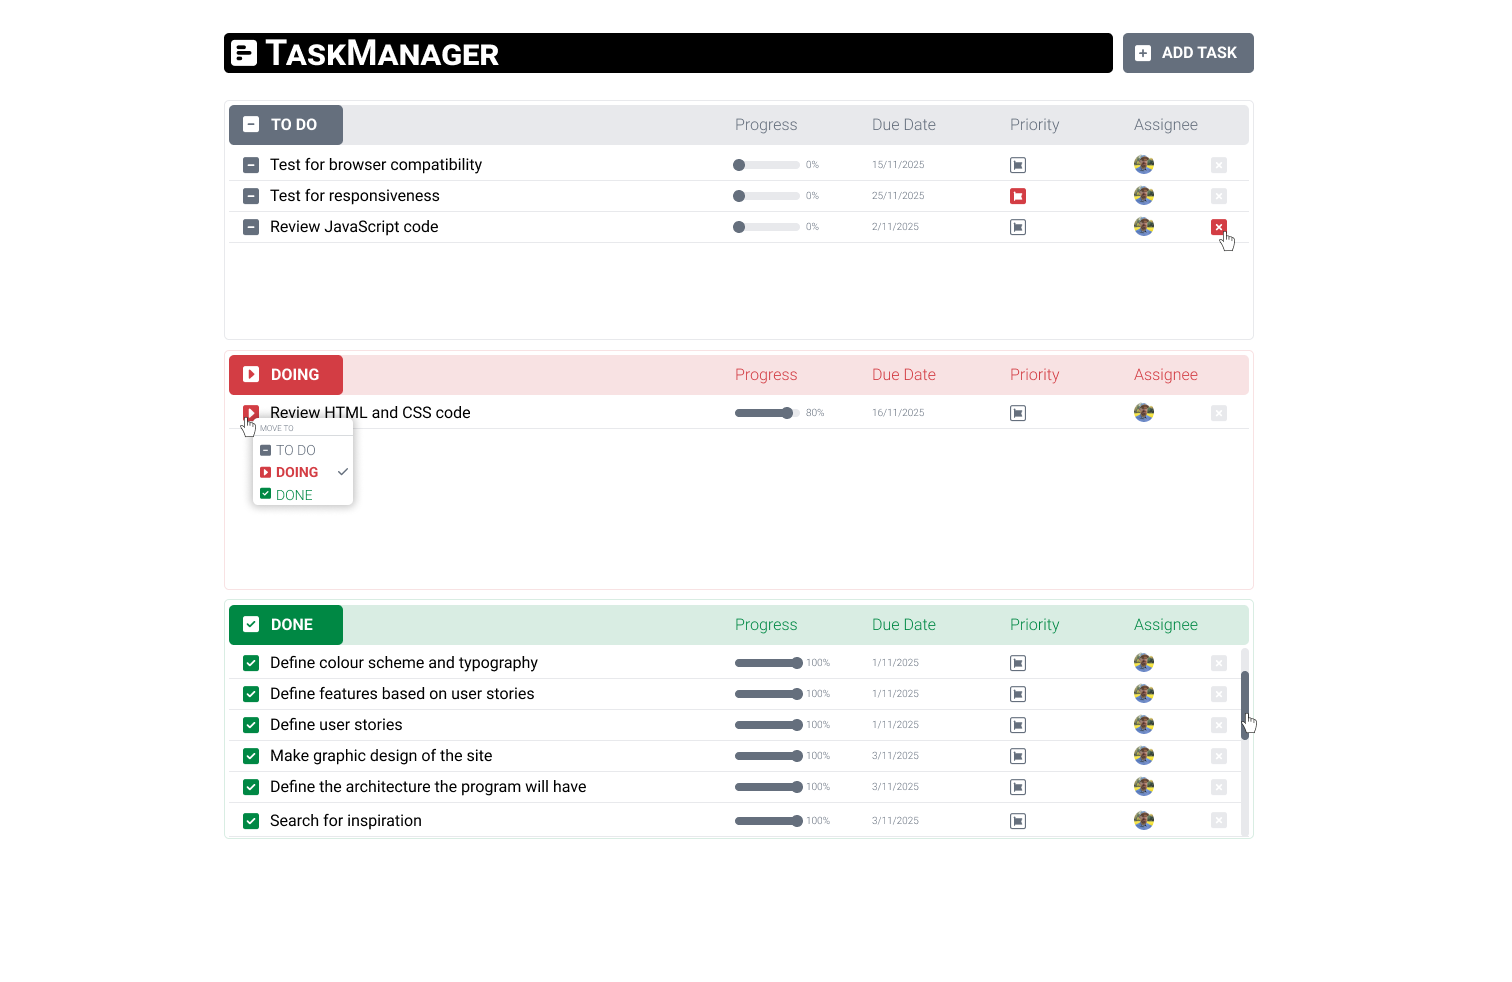 TASKMANAGER
ADD TASK
TO DO Progress Due Date Priority Assignee
Test for browser compatibility 0% 15/11/2025
Test for responsiveness 0% 25/11/2025
Review JavaScript code 0% 2/11/2025
DOING Progress Due Date Priority Assignee
Review HTML and CSS code 80% 16/11/2025
MOVE TO
TO DO
DOING
DONE
DONE Progress Due Date Priority Assignee
Define colour scheme and typography 100% 1/11/2025
Define features based on user stories 100% 1/11/2025
Define user stories 100% 1/11/2025
Make graphic design of the site 100% 3/11/2025
Define the architecture the program will have 100% 3/11/2025
Search for inspiration 100% 3/11/2025